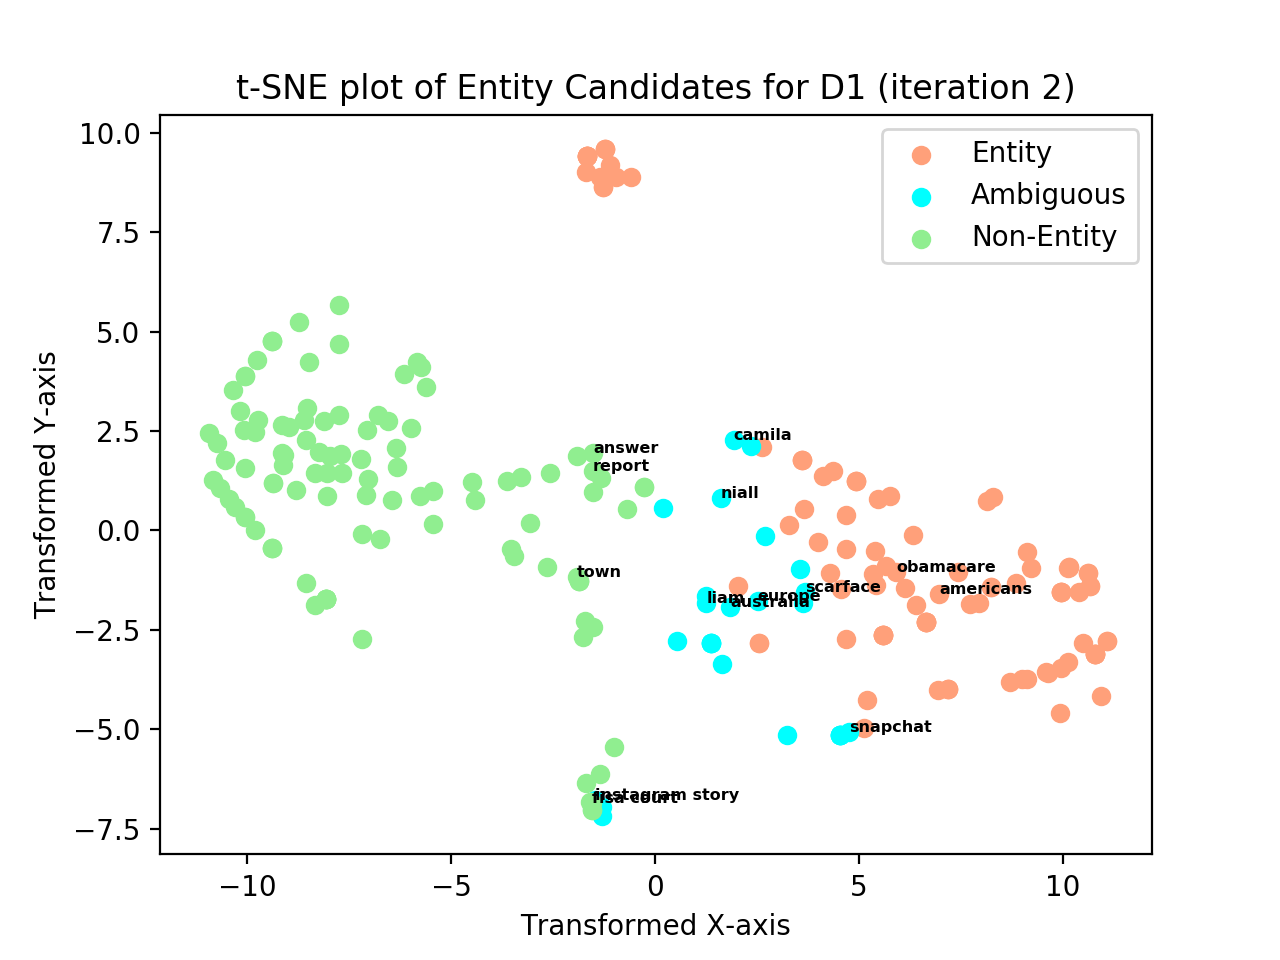 t-SNE plot of Entity Candidates for D1 (iteration 2)
Entity
Ambiguous
Non-Entity
10.0
7.5
5.0
2.5
0.0
−2.5
−5.0
−7.5
Transformed Y-axis
camila
answer
report
niall
town
obamacare
scarface
americans
liam
europe
australia
snapchat
instagram story
fisa court
−10
−5
0
5
10
Transformed X-axis